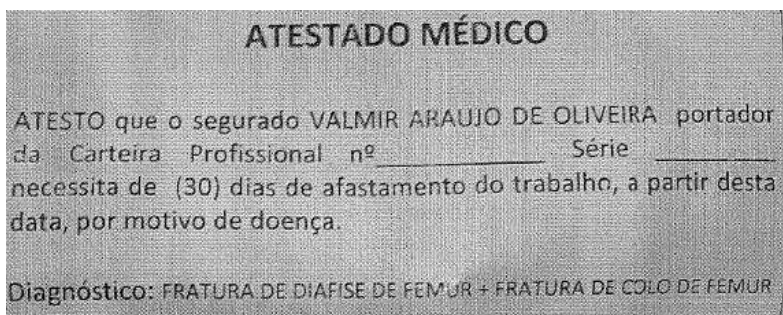 ATESTADO MÉDICO
ATESTO que o segurado VALMIR ARAUJO DE OLIVEIRA portador
da Carteira Profissional nº____________ Série ________
necessita de (30) dias de afastamento do trabalho, a partir desta
data, por motivo de doença.
Diagnóstico: FRATURA DE DIAFISE DE FEMUR + FRATURA DE COLO DE FEMUR